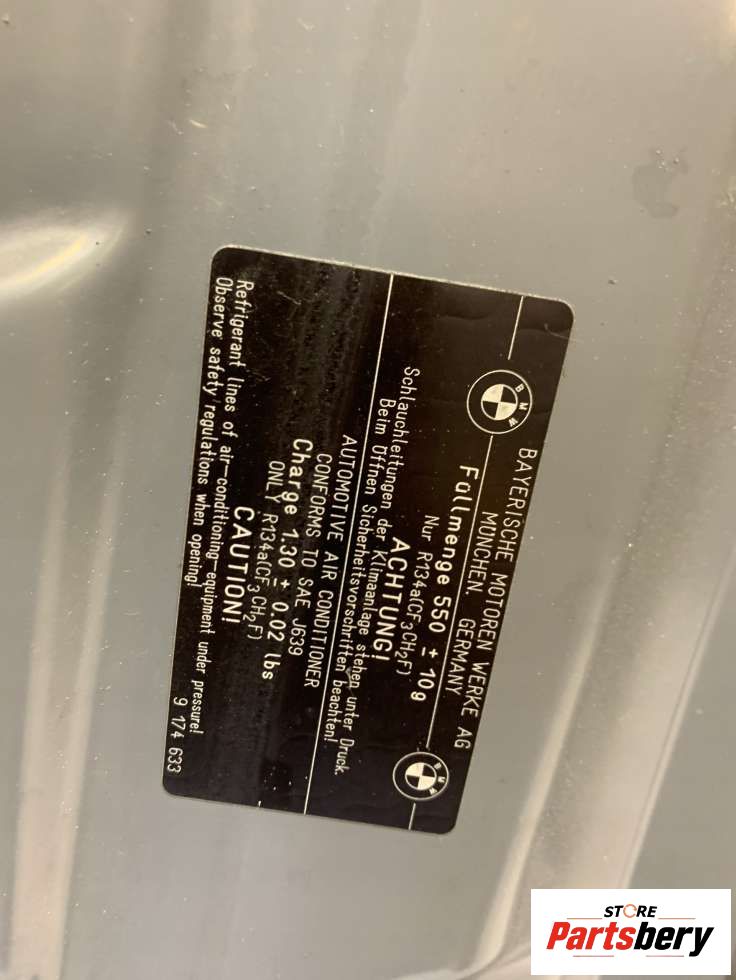 BAYERISCHE MOTOREN WERKE AG
MÜNCHEN, GERMANY
BMW
BMW
Füllmenge 550 ± 10g
Nur R134a(CF3CH2F)
ACHTUNG!
Schlauchleitungen der Klimaanlage stehen unter Druck.
Beim Öffnen Sicherheitsvorschriften beachten!
AUTOMOTIVE AIR CONDITIONER
CONFORMS TO SAE J639
Charge 1.30 ± 0.02 lbs
ONLY R134a(CF3CH2F)
CAUTION!
Refrigerant lines of air-conditioning-equipment under pressure!
Observe safety regulations when opening!
9 174 633
STORE
Partsbery